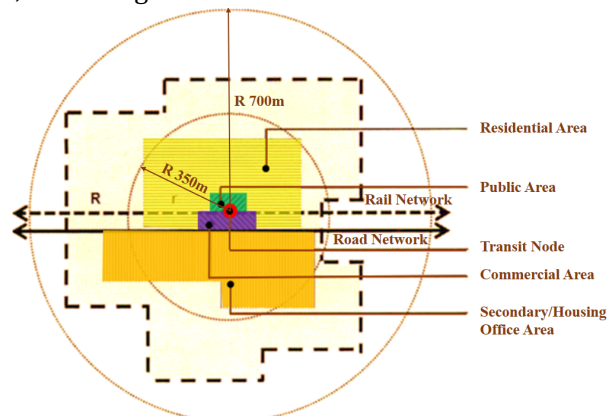 R 700m
Residential Area
R 350m
Public Area
R
r
Rail Network
Road Network
Transit Node
Commercial Area
Secondary/Housing
Office Area